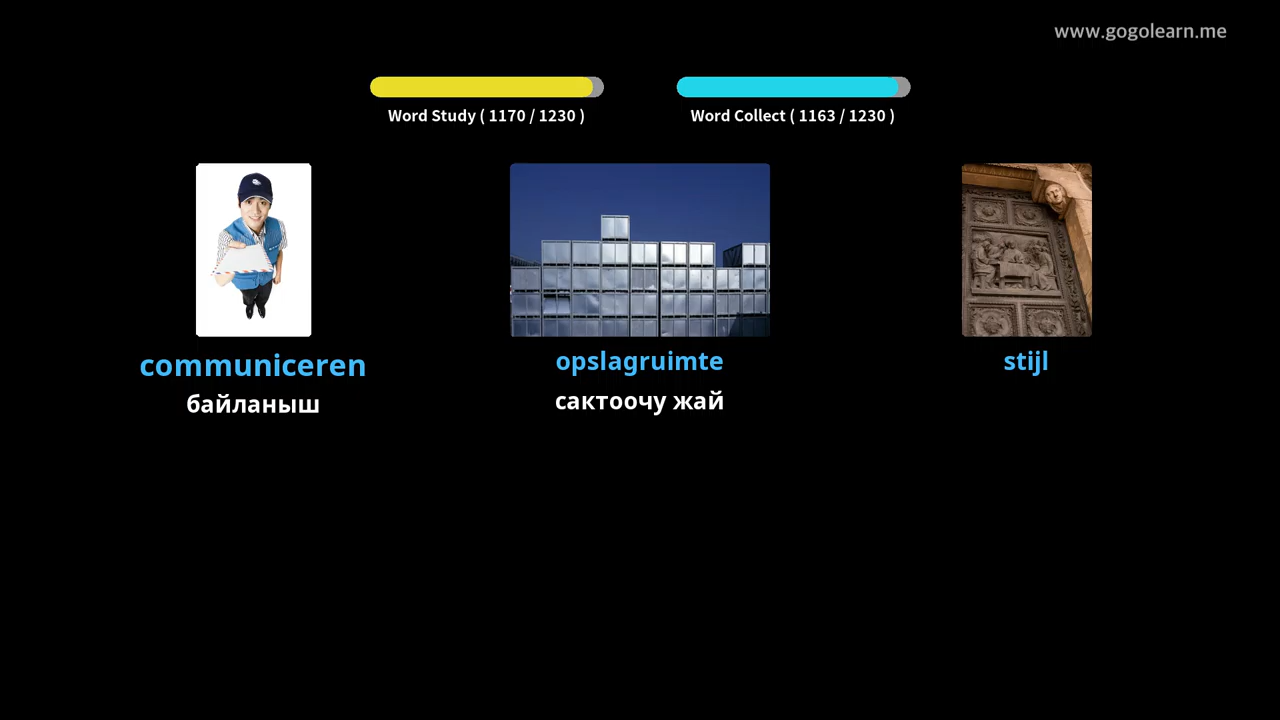 www.gogolearn.me
Word Study ( 1170 / 1230 )
Word Collect ( 1163 / 1230 )
communiceren
байланыш
opslagruimte
сактоочу жай
stijl